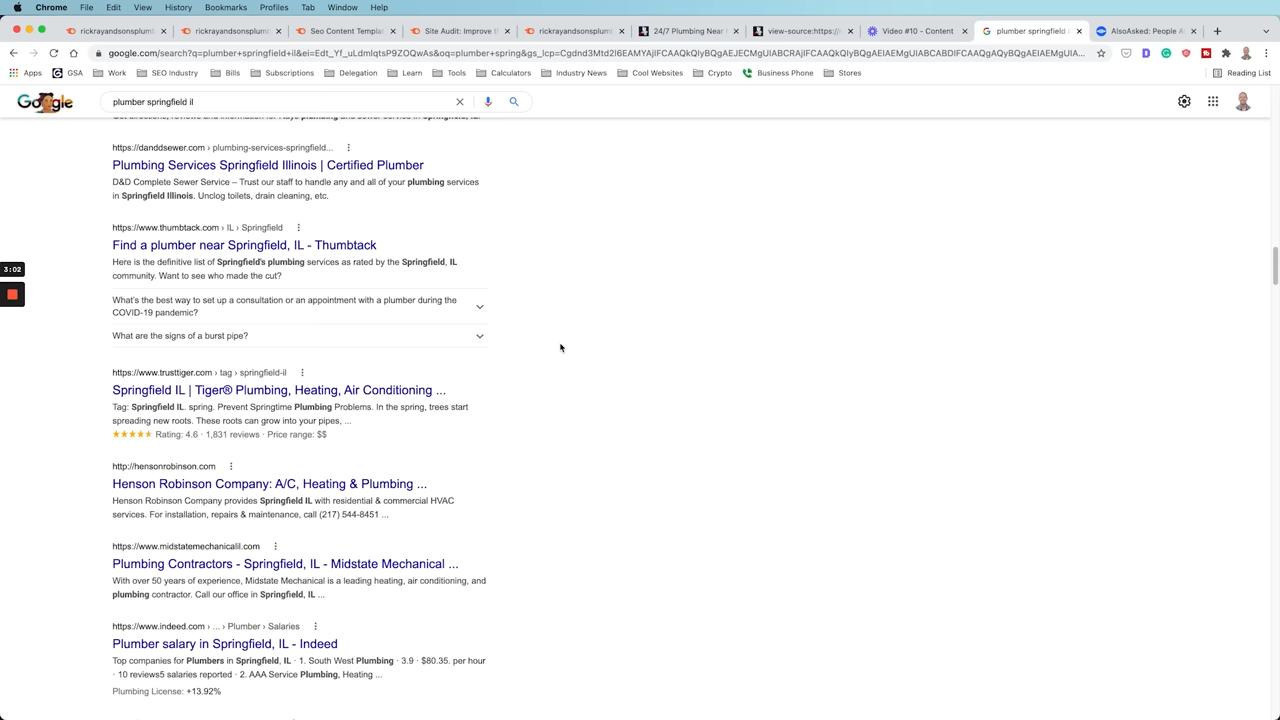 Chrome File Edit View History Bookmarks Profiles Tab Window Help
rickrayandsonsplumb
rickrayandsonsplumb
SEO Content Templat
Site Audit: Improve th
rickrayandsonsplumb
24/7 Plumbing Near
view-source:https://
Video #10 - Content
plumber springfield il
AlsoAsked: People A
google.com/search?q=plumber+springfield+il&
Apps GSA Work SEO Industry Bills Subscriptions Delegation Learn Tools Calculators Industry News Cool Websites Crypto Business Phone Stores Reading List
Google
plumber springfield il
https://danddsewer.com › plumbing-services-springfield...
Plumbing Services Springfield Illinois | Certified Plumber
D&D Complete Sewer Service – Trust our staff to handle any and all of your plumbing services
in Springfield Illinois. Unclog toilets, drain cleaning, etc.
https://www.thumbtack.com › IL › Springfield
Find a plumber near Springfield, IL - Thumbtack
Here is the definitive list of Springfield's plumbing services as rated by the Springfield, IL
community. Want to see who made the cut?
3:02
What's the best way to set up a consultation or an appointment with a plumber during the
COVID-19 pandemic?
What are the signs of a burst pipe?
https://www.trusttiger.com › tag › springfield-il
Springfield IL | Tiger® Plumbing, Heating, Air Conditioning ...
Tag: Springfield IL. spring. Prevent Springtime Plumbing Problems. In the spring, trees start
spreading new roots. These roots can grow into your pipes, ...
Rating: 4.6 · 1,831 reviews · Price range: $$
http://hensonrobinson.com
Henson Robinson Company: A/C, Heating & Plumbing ...
Henson Robinson Company provides Springfield IL with residential & commercial HVAC
services. For installation, repairs & maintenance, call (217) 544-8451 ...
https://www.midstatemechanicalil.com
Plumbing Contractors - Springfield, IL - Midstate Mechanical ...
With over 50 years of experience, Midstate Mechanical is a leading heating, air conditioning, and
plumbing contractor. Call our office in Springfield, IL ...
https://www.indeed.com › ... › Plumber › Salaries
Plumber salary in Springfield, IL - Indeed
Top companies for Plumbers in Springfield, IL · 1. South West Plumbing · 3.9 · $80.35. per hour
· 10 reviews5 salaries reported · 2. AAA Service Plumbing, Heating ...
Plumbing License: +13.92%